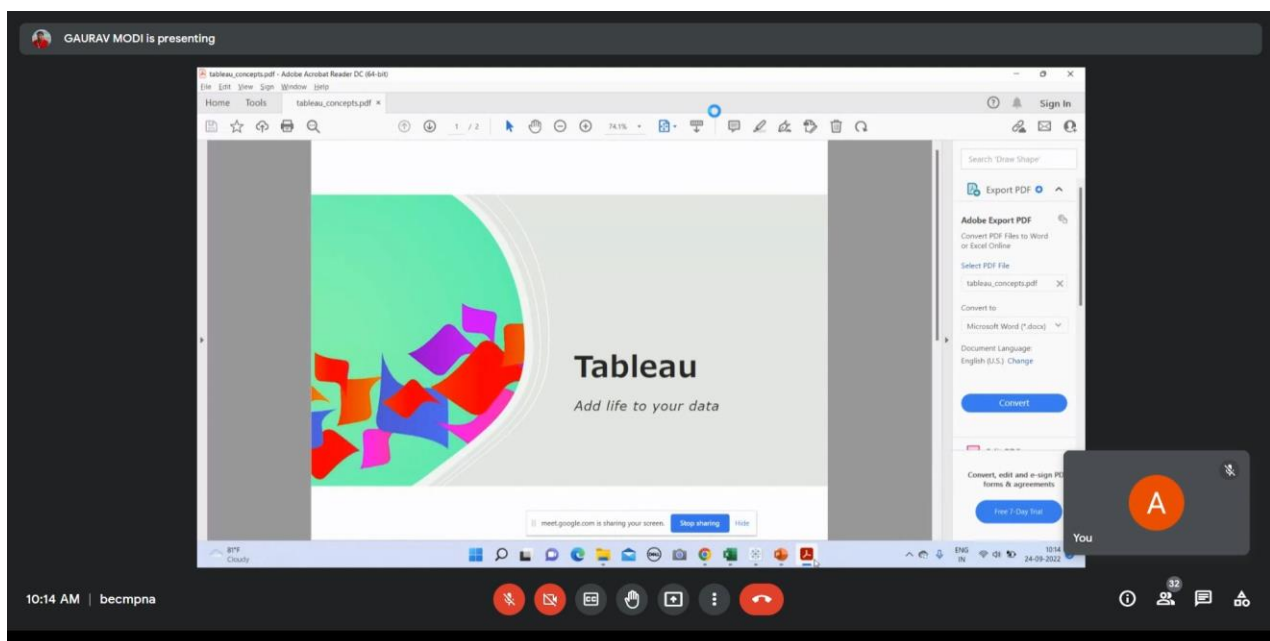 GAURAV MODI is presenting
tableau_concepts.pdf - Adobe Acrobat Reader DC (64-bit)
File Edit View Sign Window Help
Home Tools tableau_concepts.pdf ×
Sign In
1 / 2 74.1%
Search 'Draw Shape'
Export PDF
Adobe Export PDF
Convert PDF Files to Word
or Excel Online
Select PDF File
tableau_concepts.pdf X
Convert to
Microsoft Word (*.docx)
Document Language:
English (U.S.) Change
Convert
Tableau
Add life to your data
Convert, edit and e-sign PD
forms & agreements
Free 7-Day Trial
meet.google.com is sharing your screen. Stop sharing Hide
A
You
81°F
Cloudy
ENG
IN
10:14
24-09-2022
10:14 AM | becmpna
CC
32